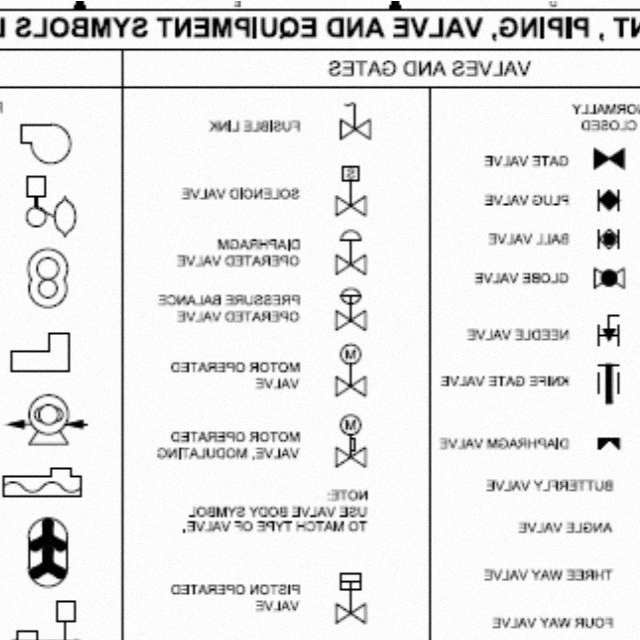 NT , PIPING, VALVE AND EQUIPMENT SYMBOLS L
VALVES AND GATES
NORMALLY
CLOSED
GATE VALVE
PLUG VALVE
BALL VALVE
GLOBE VALVE
NEEDLE VALVE
KNIFE GATE VALVE
DIAPHRAGM VALVE
BUTTERFLY VALVE
ANGLE VALVE
THREE WAY VALVE
FOUR WAY VALVE
FUSIBLE LINK
S
SOLENOID VALVE
DIAPHRAGM
OPERATED VALVE
PRESSURE BALANCE
OPERATED VALVE
M
MOTOR OPERATED
VALVE
M
MOTOR OPERATED
VALVE, MODULATING
NOTE:
USE VALVE BODY SYMBOL
TO MATCH TYPE OF VALVE.
PISTON OPERATED
VALVE